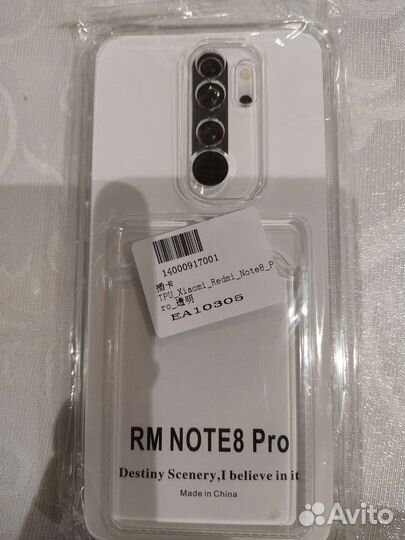 14000917001
插卡
TPU_Xiaomi_Redmi_Note8_P
ro_透明
EA10305
RM NOTE8 Pro
Destiny Scenery,I believe in it
Made in China
Avito